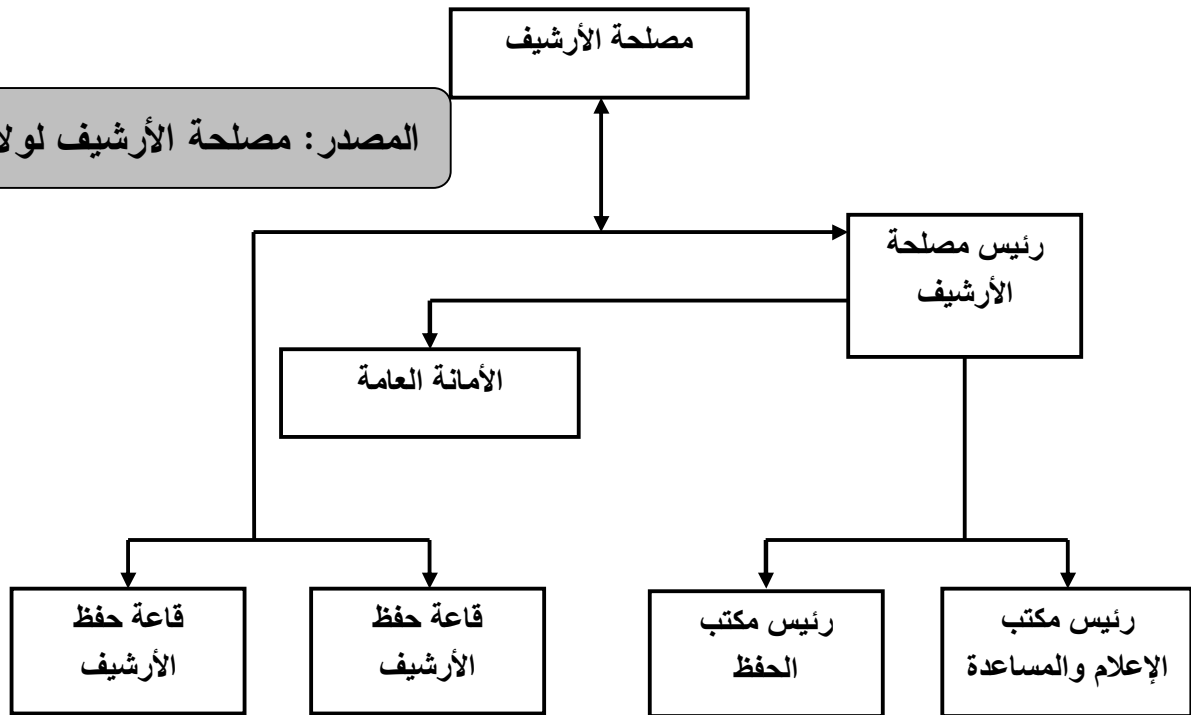 مصلحة الأرشيف
المصدر: مصلحة الأرشيف
رئيس مصلحة
الأرشيف
الأمانة العامة
رئيس مكتب
الإعلام والمساعدة
رئيس مكتب
الحفظ
قاعة حفظ
الأرشيف
قاعة حفظ
الأرشيف